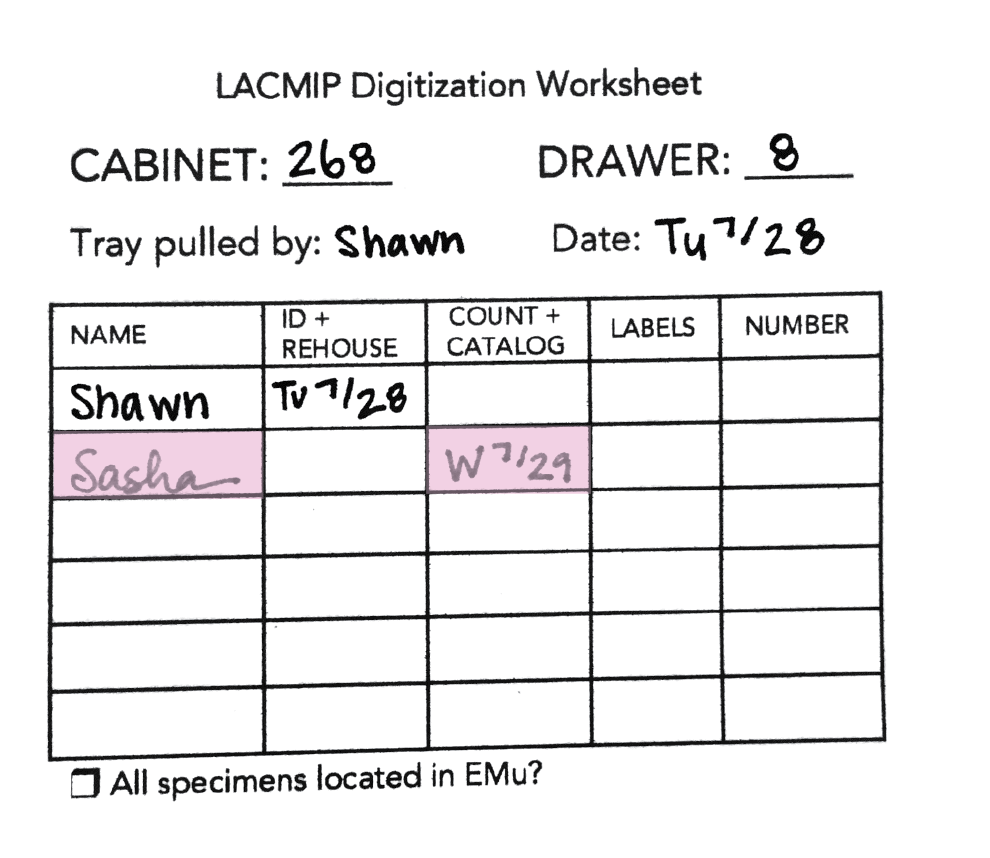 LACMIP Digitization Worksheet
CABINET: 268 DRAWER: 8
Tray pulled by: Shawn Date: Tu 7/28
NAME ID + REHOUSE COUNT + CATALOG LABELS NUMBER
Shawn Tu 7/28
Sasha W 7/29
All specimens located in EMu?